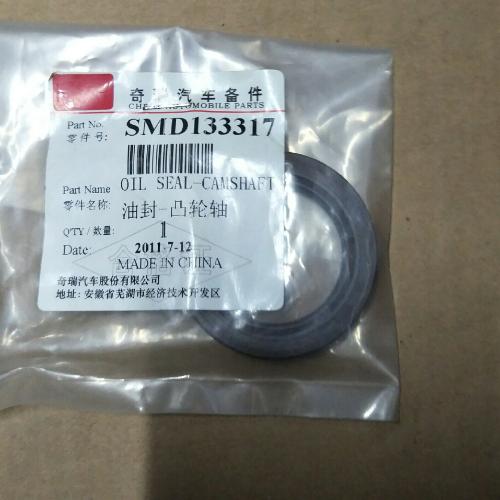 奇瑞汽车备件
CHERY AUTOMOBILE PARTS
Part No. SMD133317
零件号:
Part Name OIL SEAL-CAMSHAFT
零件名称: 油封-凸轮轴
Q'TY / 数量: 1
Date: 2011-7-12
MADE IN CHINA
奇瑞汽车股份有限公司
地址: 安徽省芜湖市经济技术开发区